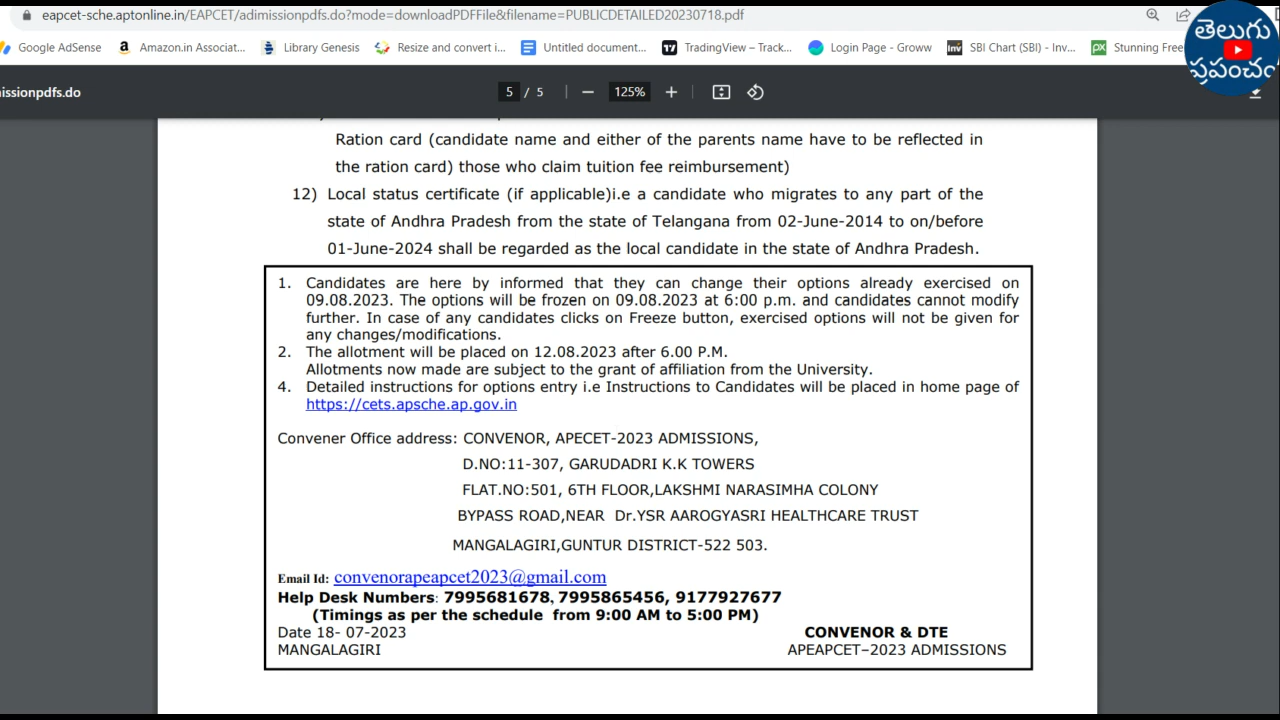 eapcet-sche.aptonline.in/EAPCET/adimissionpdfs.do?mode=downloadPDFFile&filename=PUBLICDETAILED20230718.pdf
Google AdSense
Amazon.in Associat...
Library Genesis
Resize and convert i...
Untitled document...
TradingView – Track...
Login Page - Groww
SBI Chart (SBI) - Inv...
Stunning Free
తెలుగు
ప్రపంచం
issionpdfs.do
5 / 5
125%
Ration card (candidate name and either of the parents name have to be reflected in
the ration card) those who claim tuition fee reimbursement)
12) Local status certificate (if applicable)i.e a candidate who migrates to any part of the
state of Andhra Pradesh from the state of Telangana from 02-June-2014 to on/before
01-June-2024 shall be regarded as the local candidate in the state of Andhra Pradesh.
1. Candidates are here by informed that they can change their options already exercised on
09.08.2023. The options will be frozen on 09.08.2023 at 6:00 p.m. and candidates cannot modify
further. In case of any candidates clicks on Freeze button, exercised options will not be given for
any changes/modifications.
2. The allotment will be placed on 12.08.2023 after 6.00 P.M.
Allotments now made are subject to the grant of affiliation from the University.
4. Detailed instructions for options entry i.e Instructions to Candidates will be placed in home page of
https://cets.apsche.ap.gov.in
Convener Office address: CONVENOR, APECET-2023 ADMISSIONS,
D.NO:11-307, GARUDADRI K.K TOWERS
FLAT.NO:501, 6TH FLOOR,LAKSHMI NARASIMHA COLONY
BYPASS ROAD,NEAR Dr.YSR AAROGYASRI HEALTHCARE TRUST
MANGALAGIRI,GUNTUR DISTRICT-522 503.
Email Id: convenorapeapcet2023@gmail.com
Help Desk Numbers: 7995681678, 7995865456, 9177927677
(Timings as per the schedule from 9:00 AM to 5:00 PM)
Date 18- 07-2023
CONVENOR & DTE
MANGALAGIRI
APEAPCET–2023 ADMISSIONS